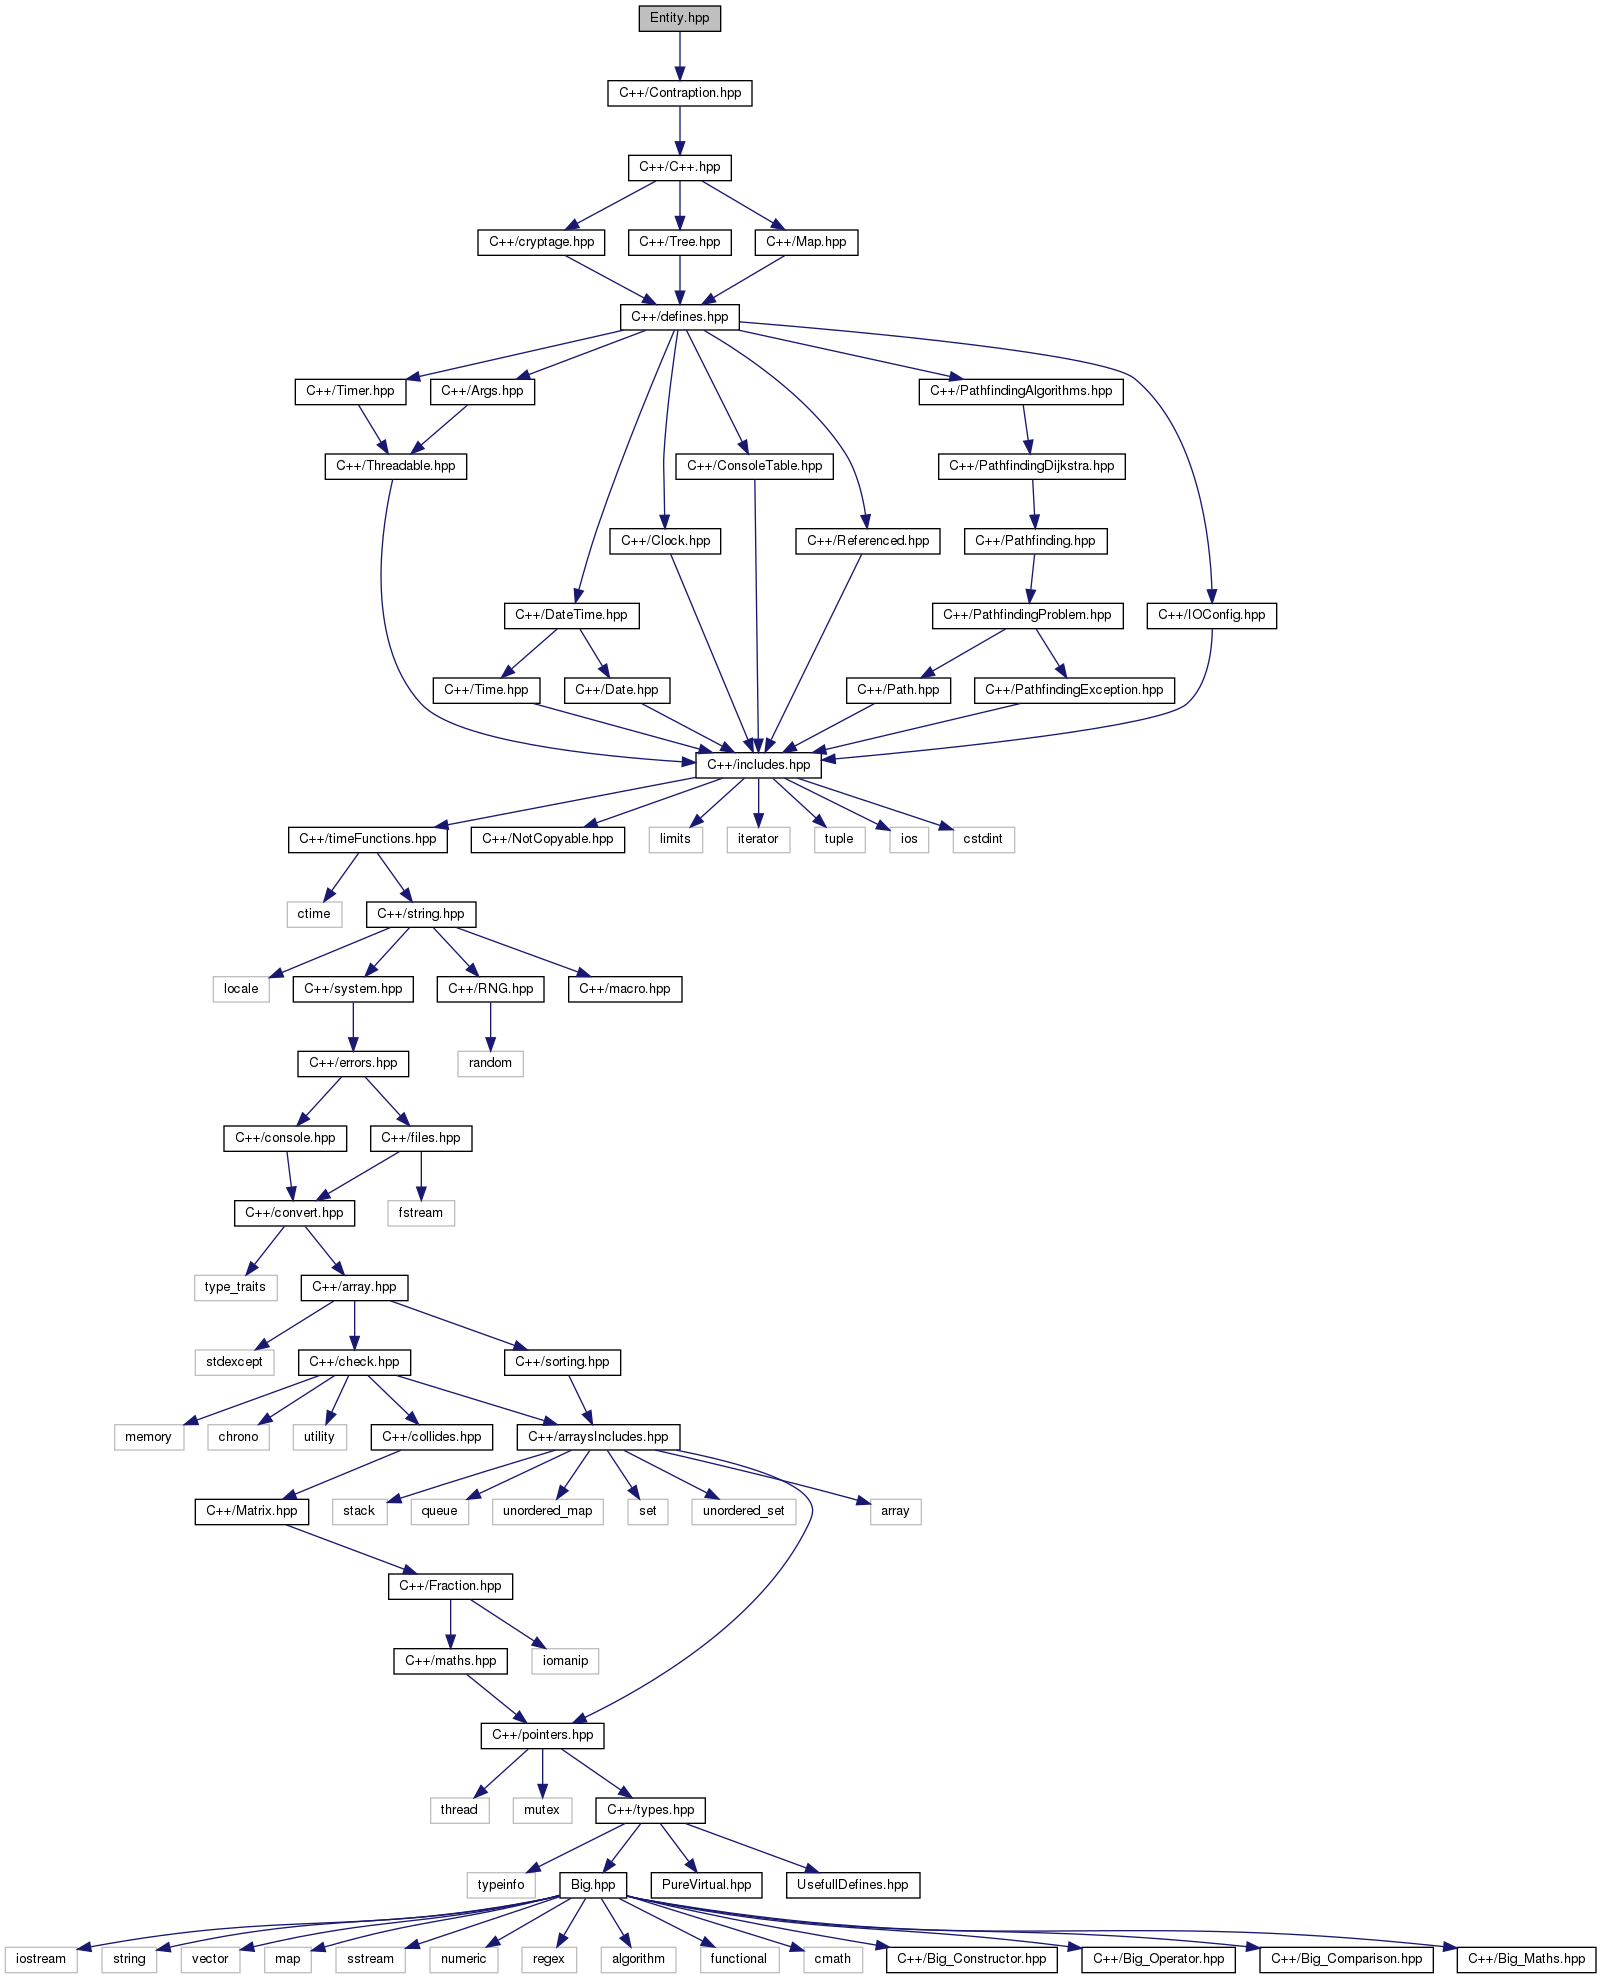 Entity.hpp
C++/Contraption.hpp
C++/C++.hpp
C++/cryptage.hpp
C++/Tree.hpp
C++/Map.hpp
C++/defines.hpp
C++/Timer.hpp
C++/Args.hpp
C++/PathfindingAlgorithms.hpp
C++/Threadable.hpp
C++/ConsoleTable.hpp
C++/PathfindingDijkstra.hpp
C++/Clock.hpp
C++/Referenced.hpp
C++/Pathfinding.hpp
C++/DateTime.hpp
C++/PathfindingProblem.hpp
C++/IOConfig.hpp
C++/Time.hpp
C++/Date.hpp
C++/Path.hpp
C++/PathfindingException.hpp
C++/includes.hpp
C++/timeFunctions.hpp
C++/NotCopyable.hpp
limits
iterator
tuple
ios
cstdint
ctime
C++/string.hpp
locale
C++/system.hpp
C++/RNG.hpp
C++/macro.hpp
C++/errors.hpp
random
C++/console.hpp
C++/files.hpp
C++/convert.hpp
fstream
type_traits
C++/array.hpp
stdexcept
C++/check.hpp
C++/sorting.hpp
memory
chrono
utility
C++/collides.hpp
C++/arraysIncludes.hpp
C++/Matrix.hpp
stack
queue
unordered_map
set
unordered_set
array
C++/Fraction.hpp
C++/maths.hpp
iomanip
C++/pointers.hpp
thread
mutex
C++/types.hpp
typeinfo
Big.hpp
PureVirtual.hpp
UsefullDefines.hpp
iostream
string
vector
map
sstream
numeric
regex
algorithm
functional
cmath
C++/Big_Constructor.hpp
C++/Big_Operator.hpp
C++/Big_Comparison.hpp
C++/Big_Maths.hpp